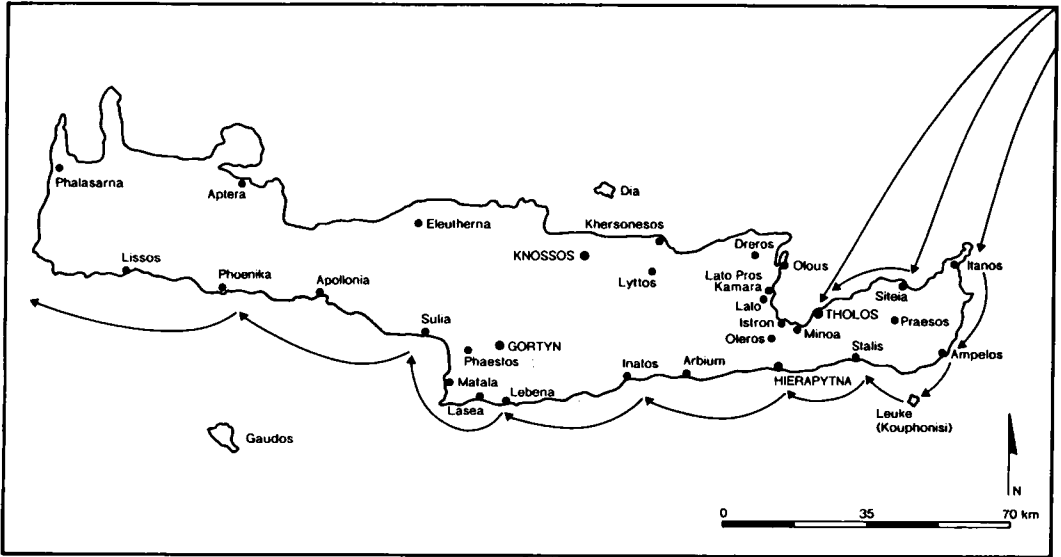 Phalasarna
Aptera
Dia
Eleutherna
Khersonesos
KNOSSOS
Lyttos
Dreros
Olous
Lato Pros
Kamara
Lalo
Istron
Oleros
Minoa
THOLOS
Siteia
Itanos
Praesos
Ampelos
Lissos
Phoenika
Apollonia
Sulia
Phaestos
GORTYN
Matala
Lasea
Lebena
Inatos
Arbium
HIERAPYTNA
Stalis
Leuke
(Kouphonisi)
Gaudos
N
0 35 70 km